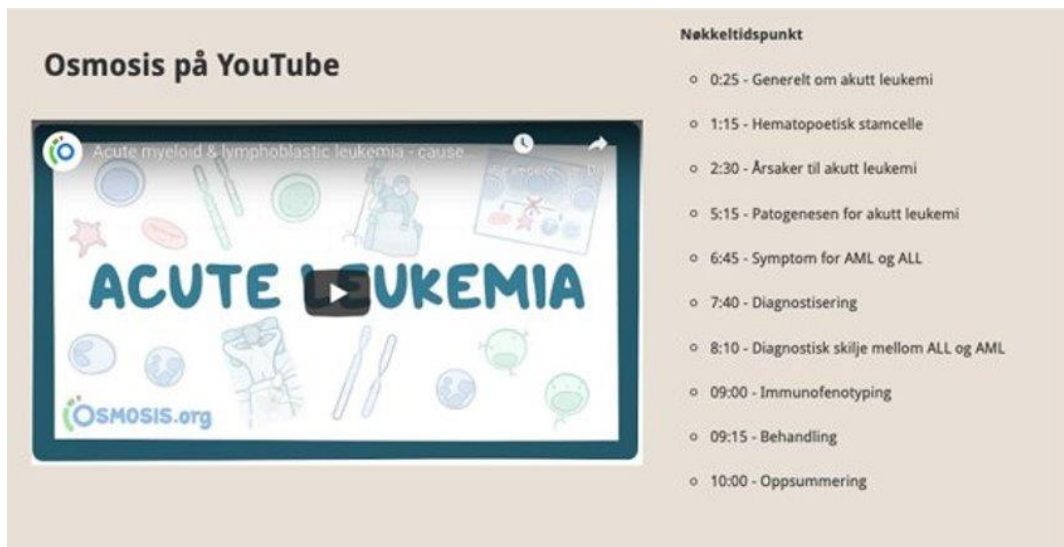 Osmosis på YouTube
Acute myeloid & lymphoblastic leukemia - cause
ACUTE LEUKEMIA
OSMOSIS.org
Nøkkeltidspunkt
0:25 - Generelt om akutt leukemi
1:15 - Hematopoetisk stamcelle
2:30 - Årsaker til akutt leukemi
5:15 - Patogenesen for akutt leukemi
6:45 - Symptom for AML og ALL
7:40 - Diagnostisering
8:10 - Diagnostisk skilje mellom ALL og AML
09:00 - Immunofenotyping
09:15 - Behandling
10:00 - Oppsummering